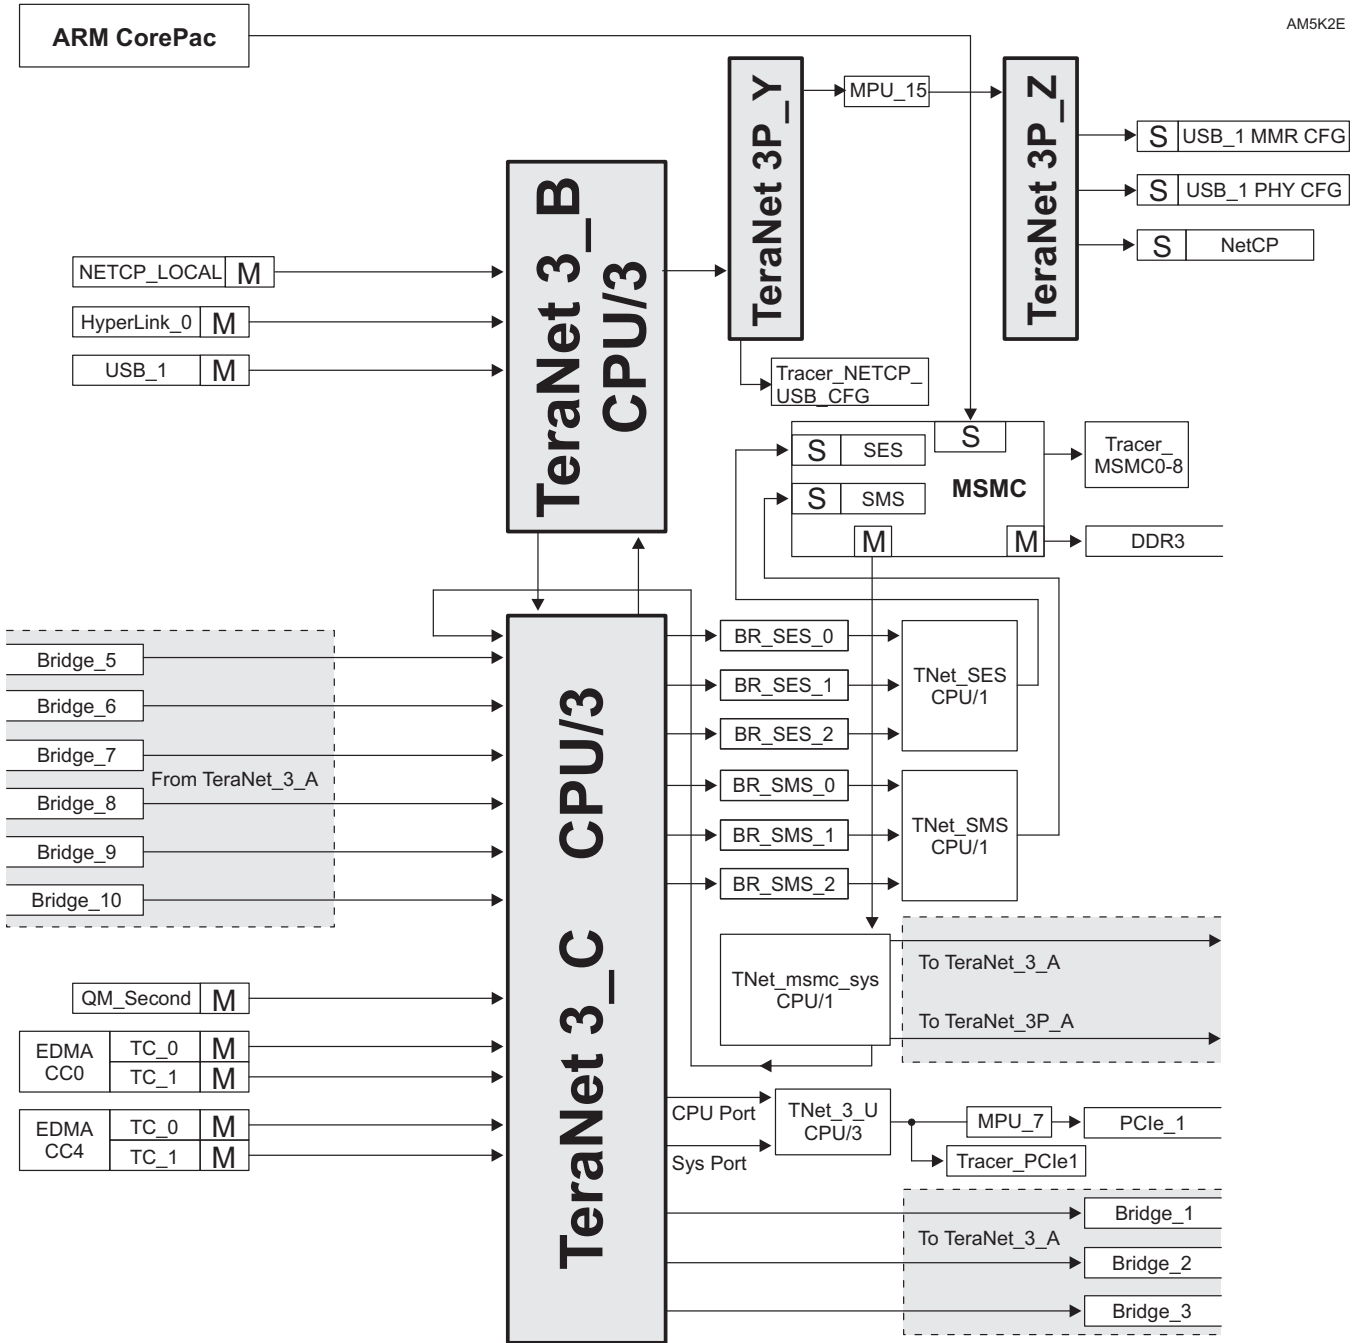 AM5K2E
ARM CorePac
TeraNet 3P_Y
MPU_15
TeraNet 3P_Z
S USB_1 MMR CFG
S USB_1 PHY CFG
S NetCP
TeraNet 3_B
CPU/3
NETCP_LOCAL M
HyperLink_0 M
USB_1 M
Tracer_NETCP_
USB_CFG
S
S SES
S SMS
MSMC
M
M
Tracer_
MSMC0-8
DDR3
Bridge_5
Bridge_6
Bridge_7
From TeraNet_3_A
Bridge_8
Bridge_9
Bridge_10
TeraNet 3_C CPU/3
BR_SES_0
BR_SES_1
BR_SES_2
TNet_SES
CPU/1
BR_SMS_0
BR_SMS_1
BR_SMS_2
TNet_SMS
CPU/1
TNet_msmc_sys
CPU/1
To TeraNet_3_A
To TeraNet_3P_A
QM_Second M
EDMA
CC0
TC_0 M
TC_1 M
EDMA
CC4
TC_0 M
TC_1 M
CPU Port
Sys Port
TNet_3_U
CPU/3
MPU_7
PCIe_1
Tracer_PCIe1
To TeraNet_3_A
Bridge_1
Bridge_2
Bridge_3